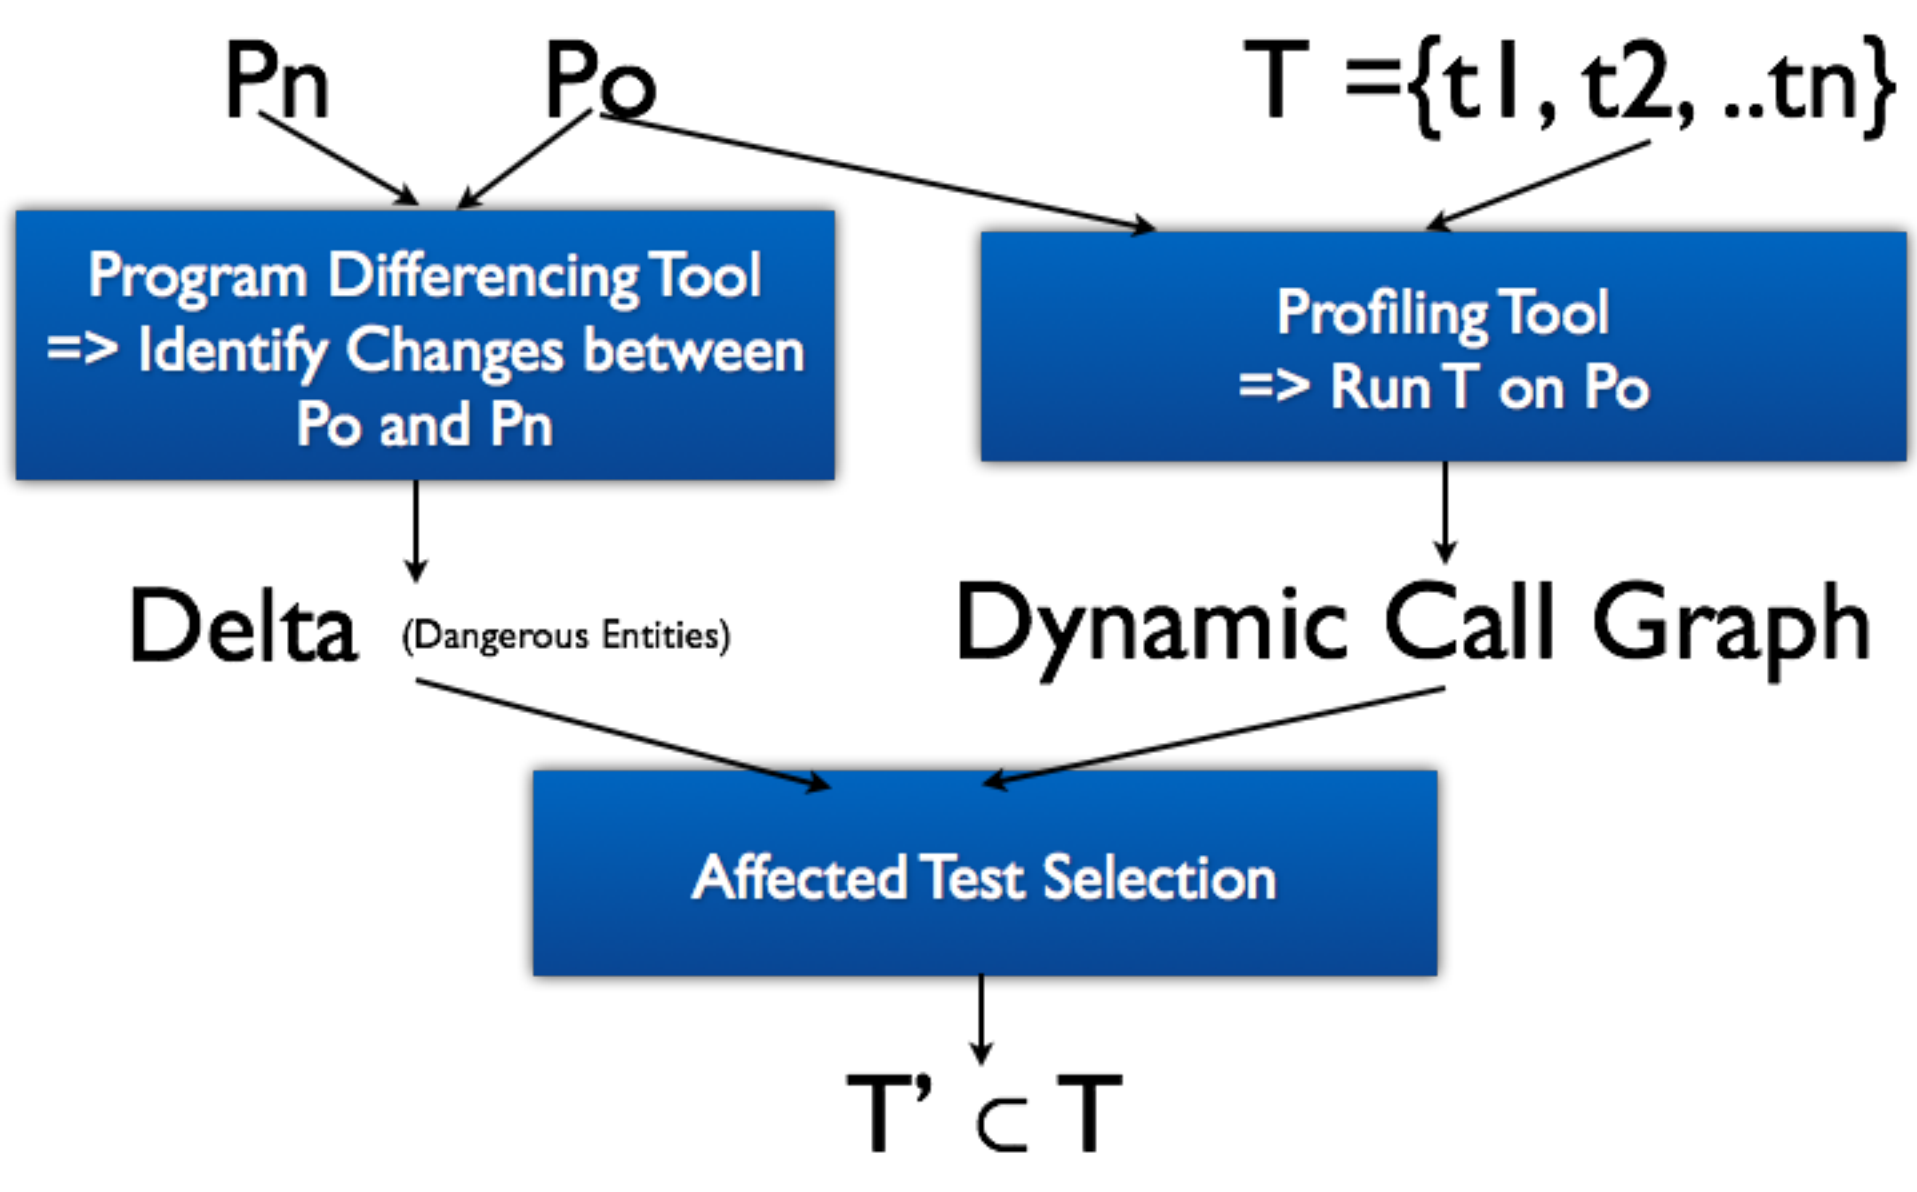 Pn Po T ={t1, t2, ..tn}
Program Differencing Tool
=> Identify Changes between
Po and Pn
Profiling Tool
=> Run T on Po
Delta (Dangerous Entities)
Dynamic Call Graph
Affected Test Selection
T’ ⊂ T